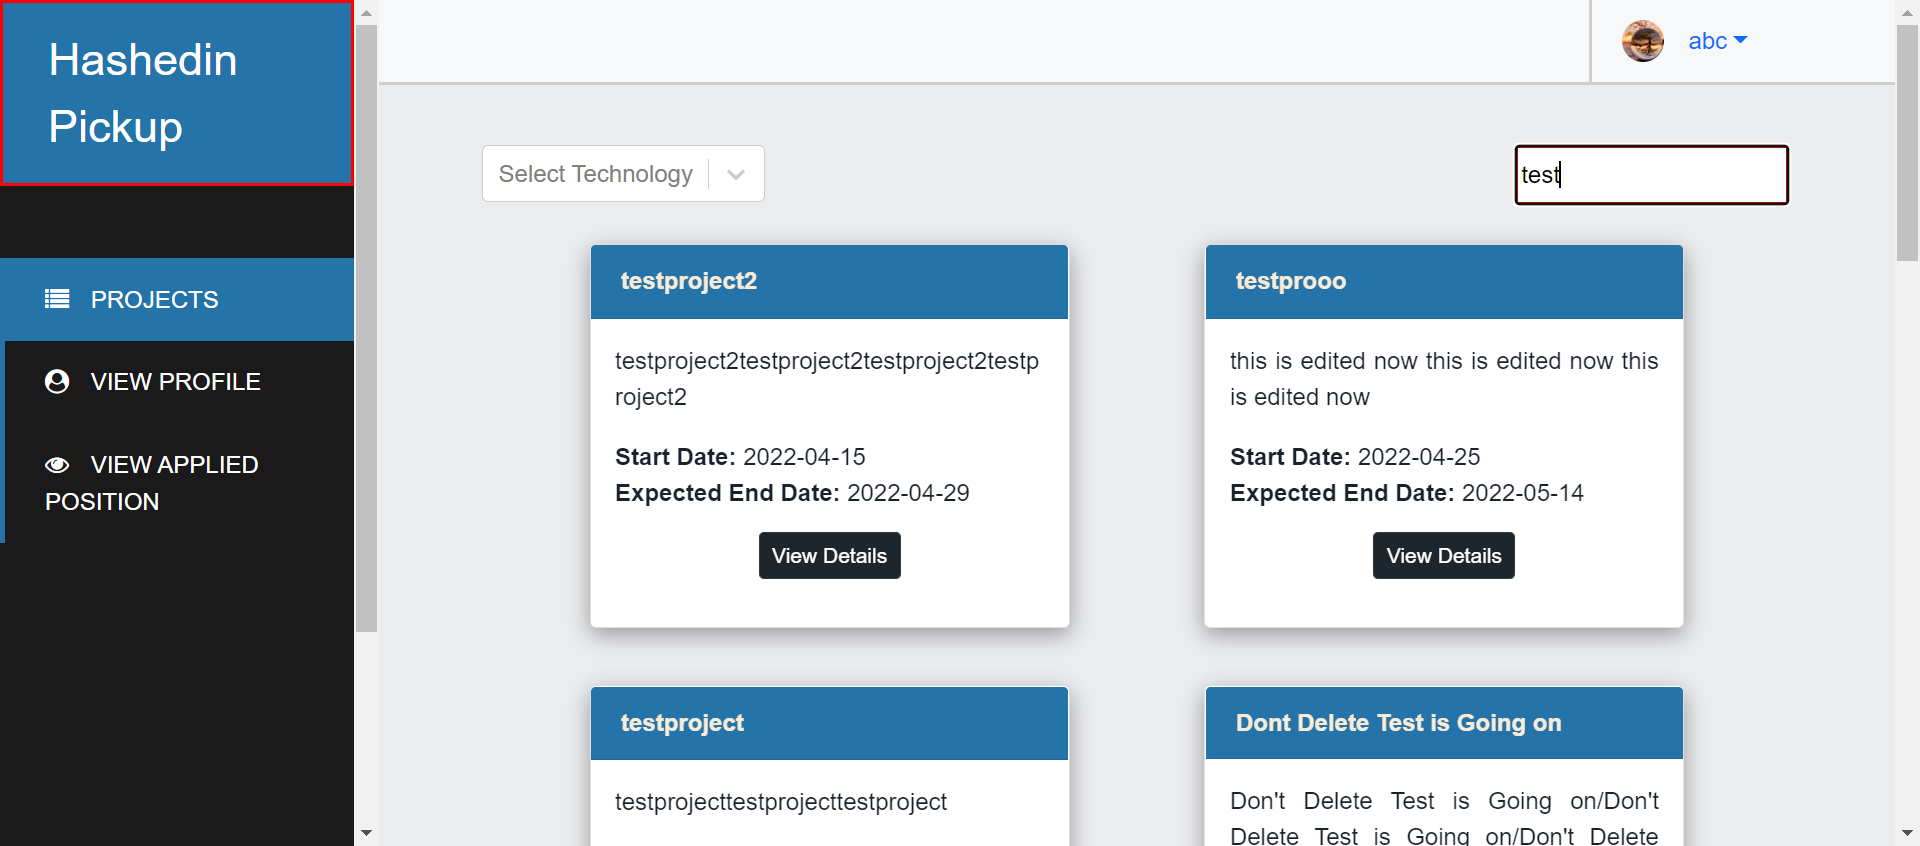 Hashedin
Pickup
abc
PROJECTS
VIEW PROFILE
VIEW APPLIED
POSITION
Select Technology
test
testproject2
testproject2testproject2testproject2testp
roject2
Start Date: 2022-04-15
Expected End Date: 2022-04-29
View Details
testprooo
this is edited now this is edited now this
is edited now
Start Date: 2022-04-25
Expected End Date: 2022-05-14
View Details
testproject
testprojecttestprojecttestproject
Dont Delete Test is Going on
Don't Delete Test is Going on/Don't
Delete Test is Going on/Don't Delete